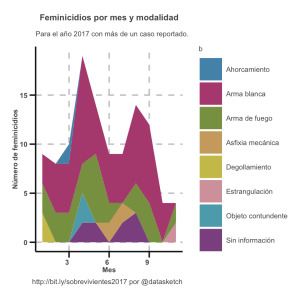 Feminicidios por mes y modalidad
Para el año 2017 con más de un caso reportado.
b
Ahorcamiento
Arma blanca
Arma de fuego
Asfixia mecánica
Degollamiento
Estrangulación
Objeto contundente
Sin información
Número de feminicidios
15
10
5
0
3
6
9
Mes
http://bit.ly/sobrevivientes2017 por @datasketch